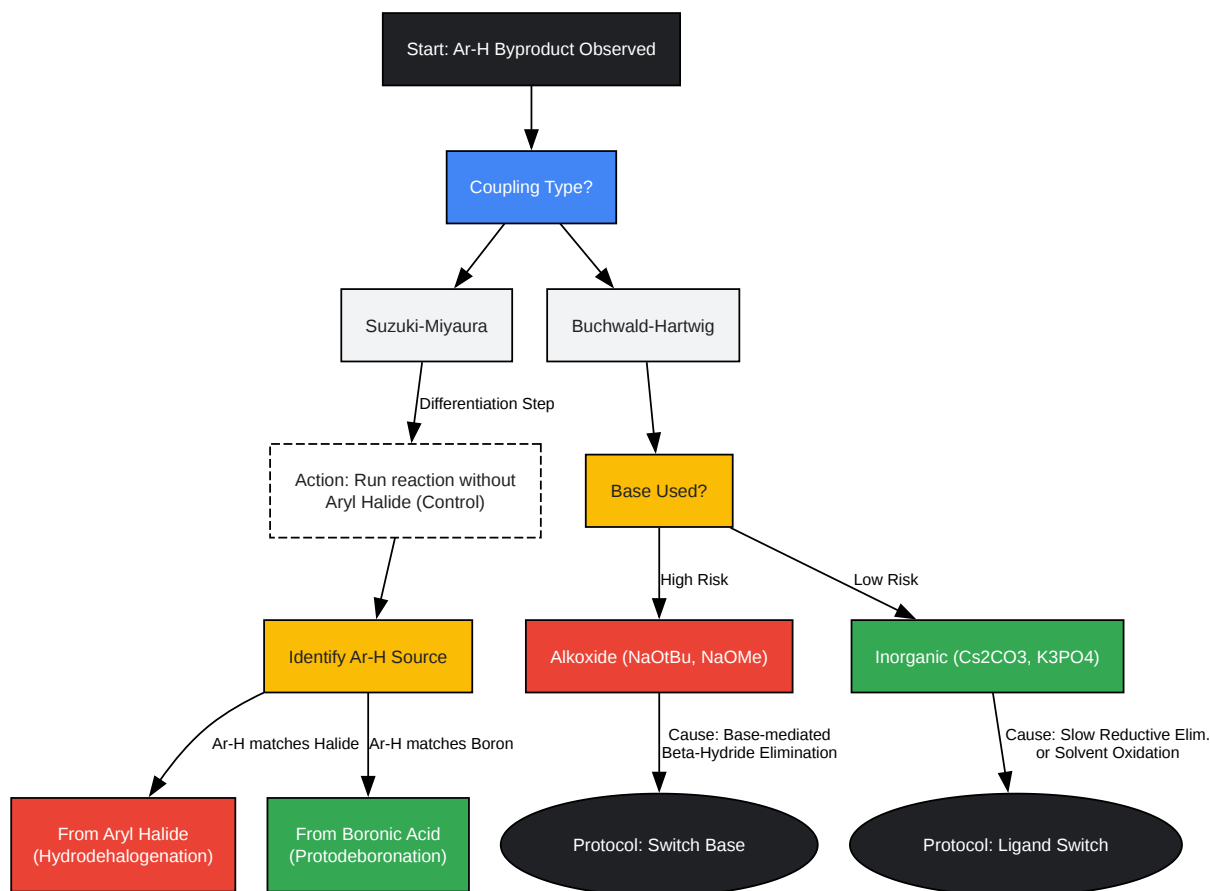 Start: Ar-H Byproduct Observed
Coupling Type?
Suzuki-Miyaura
Buchwald-Hartwig
Differentiation Step
Action: Run reaction without
Aryl Halide (Control)
Base Used?
High Risk
Low Risk
Identify Ar-H Source
Alkoxide (NaOtBu, NaOMe)
Inorganic (Cs2CO3, K3PO4)
Ar-H matches Halide
Ar-H matches Boron
Cause: Base-mediated
Beta-Hydride Elimination
Cause: Slow Reductive Elim.
or Solvent Oxidation
From Aryl Halide
(Hydrodehalogenation)
From Boronic Acid
(Protodeboronation)
Protocol: Switch Base
Protocol: Ligand Switch